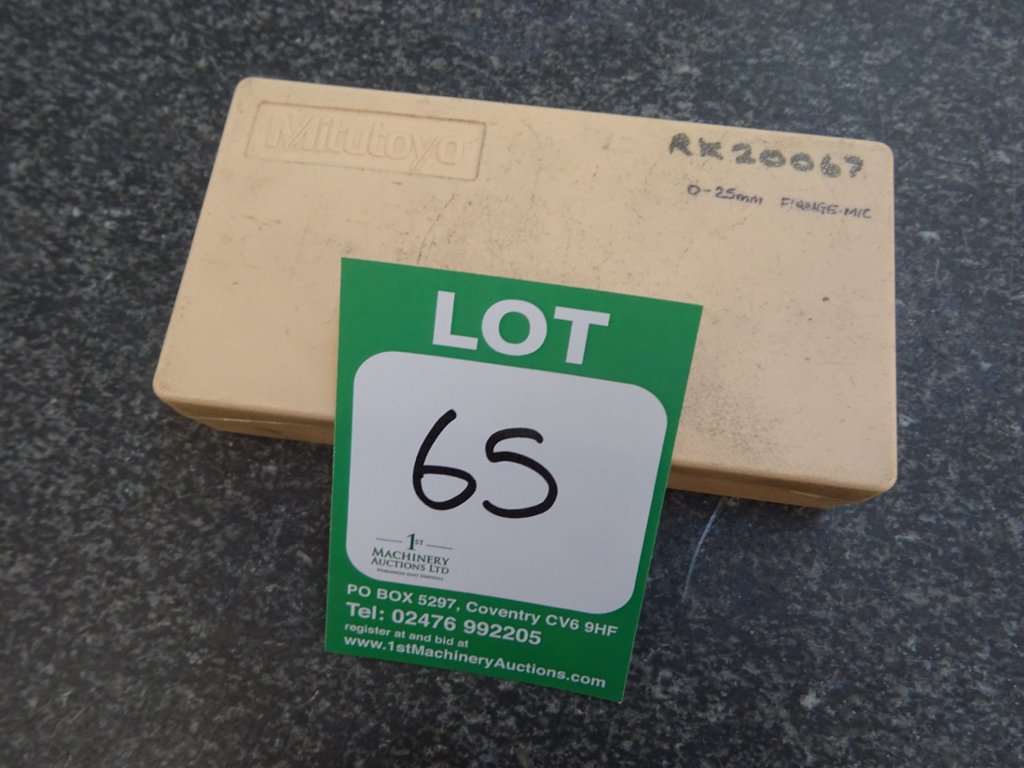 Mitutoyo
RK20067
0-25mm FLANGE-MIC
LOT
65
1ST
MACHINERY
AUCTIONS LTD
PO BOX 5297, Coventry CV6 9HF
Tel: 02476 992205
register at and bid at
www.1stMachineryAuctions.com